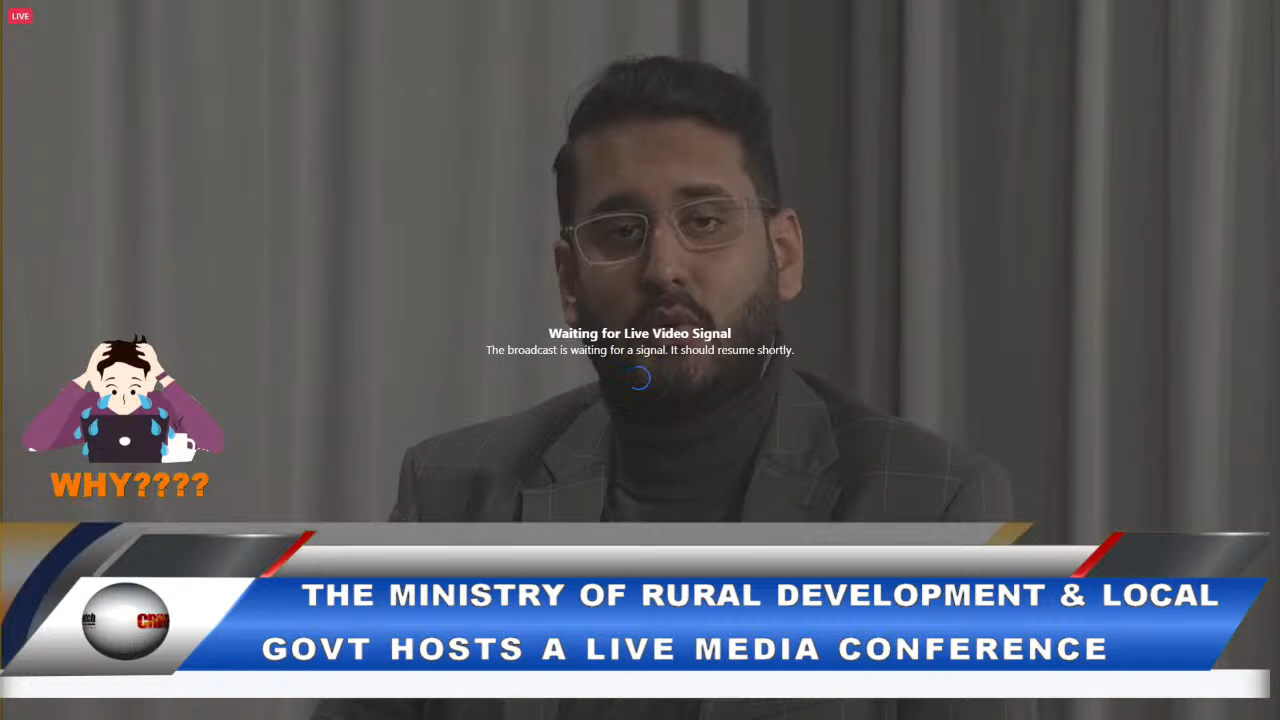 LIVE
Waiting for Live Video Signal
The broadcast is waiting for a signal. It should resume shortly.
WHY????
THE MINISTRY OF RURAL DEVELOPMENT & LOCAL
GOVT HOSTS A LIVE MEDIA CONFERENCE